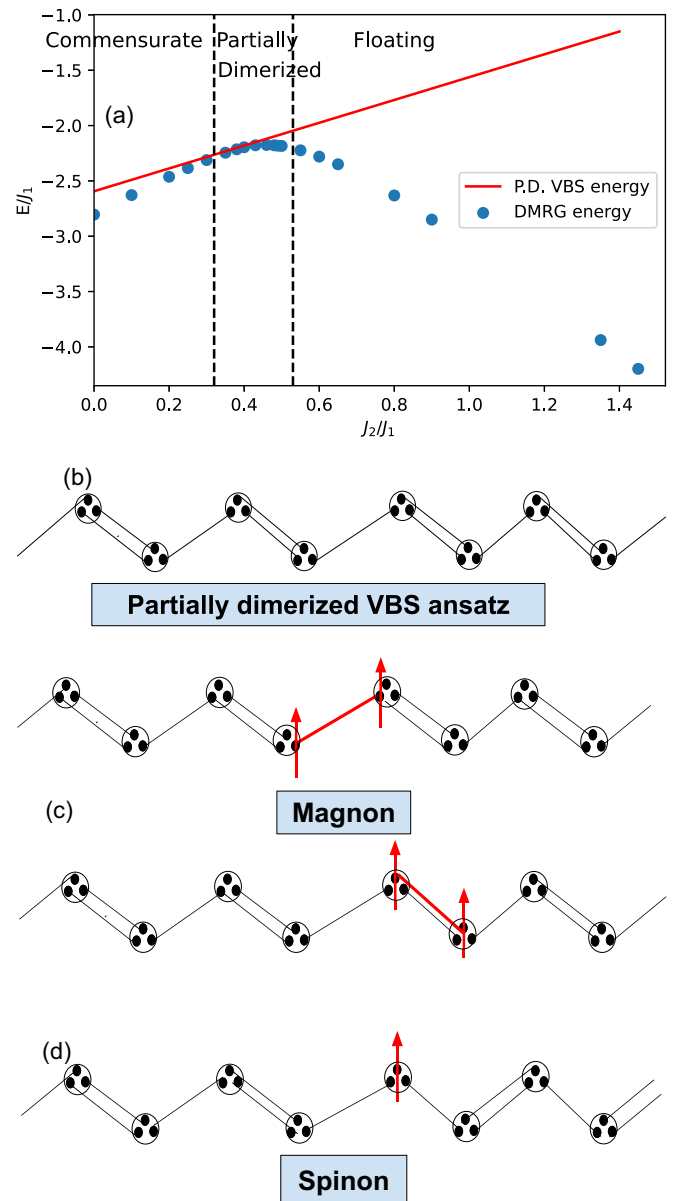 Commensurate Partially Floating
Dimerized
(a)
E/J1
−1.0
−1.5
−2.0
−2.5
−3.0
−3.5
−4.0
P.D. VBS energy
DMRG energy
0.0 0.2 0.4 0.6 0.8 1.0 1.2 1.4
J2/J1
(b)
Partially dimerized VBS ansatz
Magnon
(c)
(d)
Spinon